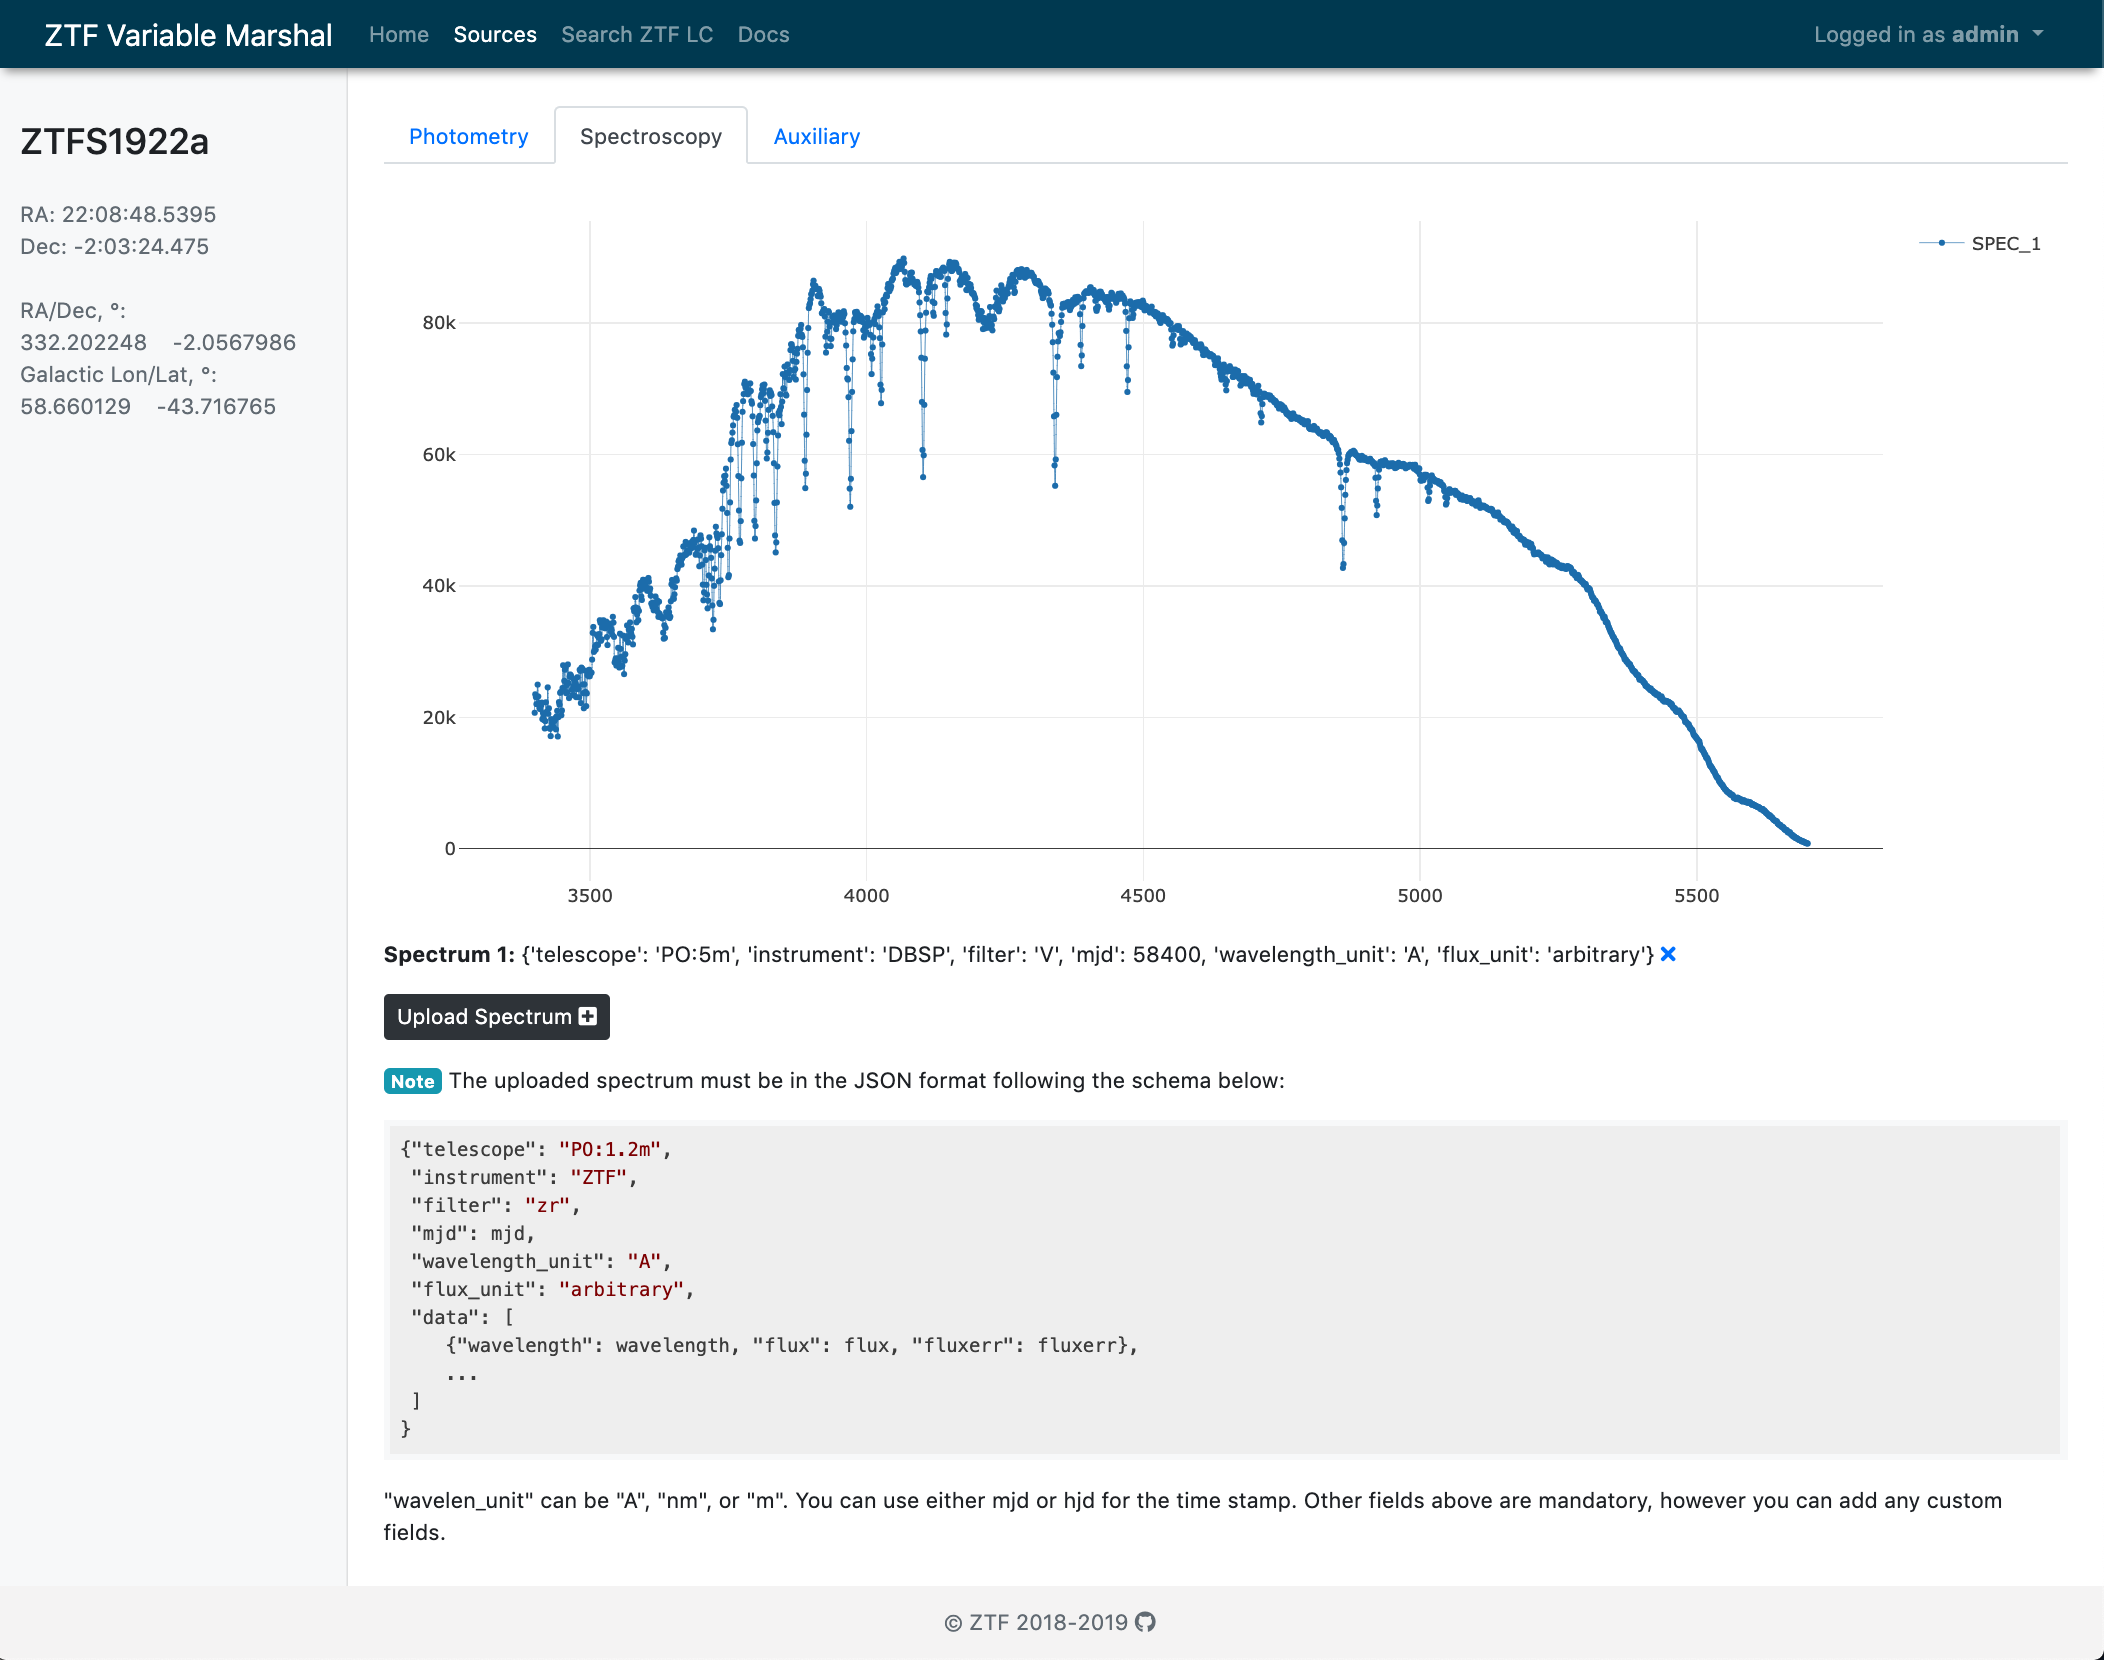 ZTF Variable Marshal Home Sources Search ZTF LC Docs Logged in as admin
ZTFS1922a
RA: 22:08:48.5395
Dec: -2:03:24.475
RA/Dec, °:
332.202248 -2.0567986
Galactic Lon/Lat, °:
58.660129 -43.716765
Photometry Spectroscopy Auxiliary
SPEC_1
80k
60k
40k
20k
0
3500 4000 4500 5000 5500
Spectrum 1: {'telescope': 'PO:5m', 'instrument': 'DBSP', 'filter': 'V', 'mjd': 58400, 'wavelength_unit': 'A', 'flux_unit': 'arbitrary'}
Upload Spectrum
Note The uploaded spectrum must be in the JSON format following the schema below:
{"telescope": "PO:1.2m",
"instrument": "ZTF",
"filter": "zr",
"mjd": mjd,
"wavelength_unit": "A",
"flux_unit": "arbitrary",
"data": [
{"wavelength": wavelength, "flux": flux, "fluxerr": fluxerr},
...
]
}
"wavelen_unit" can be "A", "nm", or "m". You can use either mjd or hjd for the time stamp. Other fields above are mandatory, however you can add any custom
fields.
© ZTF 2018-2019